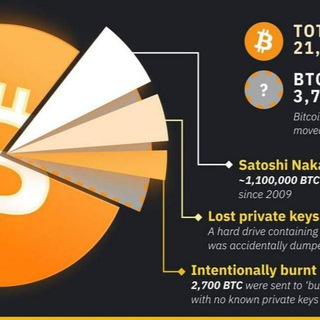 TOT
21,
BTC
3,7
?
Bitcoi
move
Satoshi Naka
~1,100,000 BTC
since 2009
Lost private keys
A hard drive containing
was accidentally dumpe
Intentionally burnt
2,700 BTC were sent to 'bu
with no known private keys